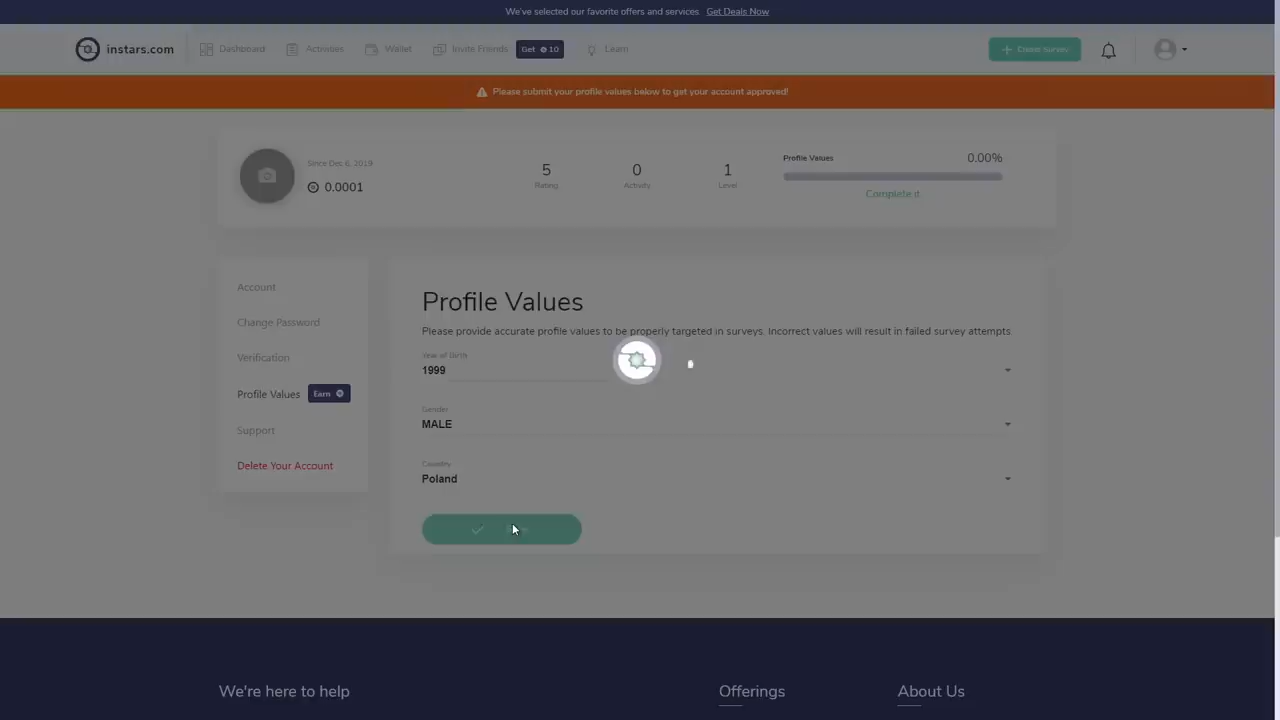 We've selected our favorite offers and services Get Deals Now
instars.com Dashboard Activities Wallet Invite Friends Get 10 Learn Create Survey
Please submit your profile values below to get your account approved!
Since Dec 6, 2019
0.0001
5
Rating
0
Activity
1
Level
Profile Values 0.00%
Complete it
Account
Change Password
Verification
Profile Values Earn
Support
Delete Your Account
Profile Values
Please provide accurate profile values to be properly targeted in surveys. Incorrect values will result in failed survey attempts
Year of Birth
1999
Gender
MALE
Country
Poland
We're here to help
Offerings
About Us